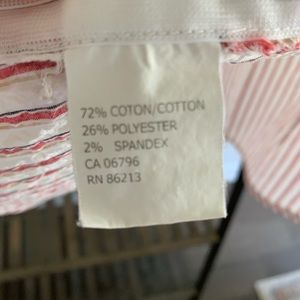 72% COTON/COTTON
26% POLYESTER
2% SPANDEX
CA 06796
RN 86213